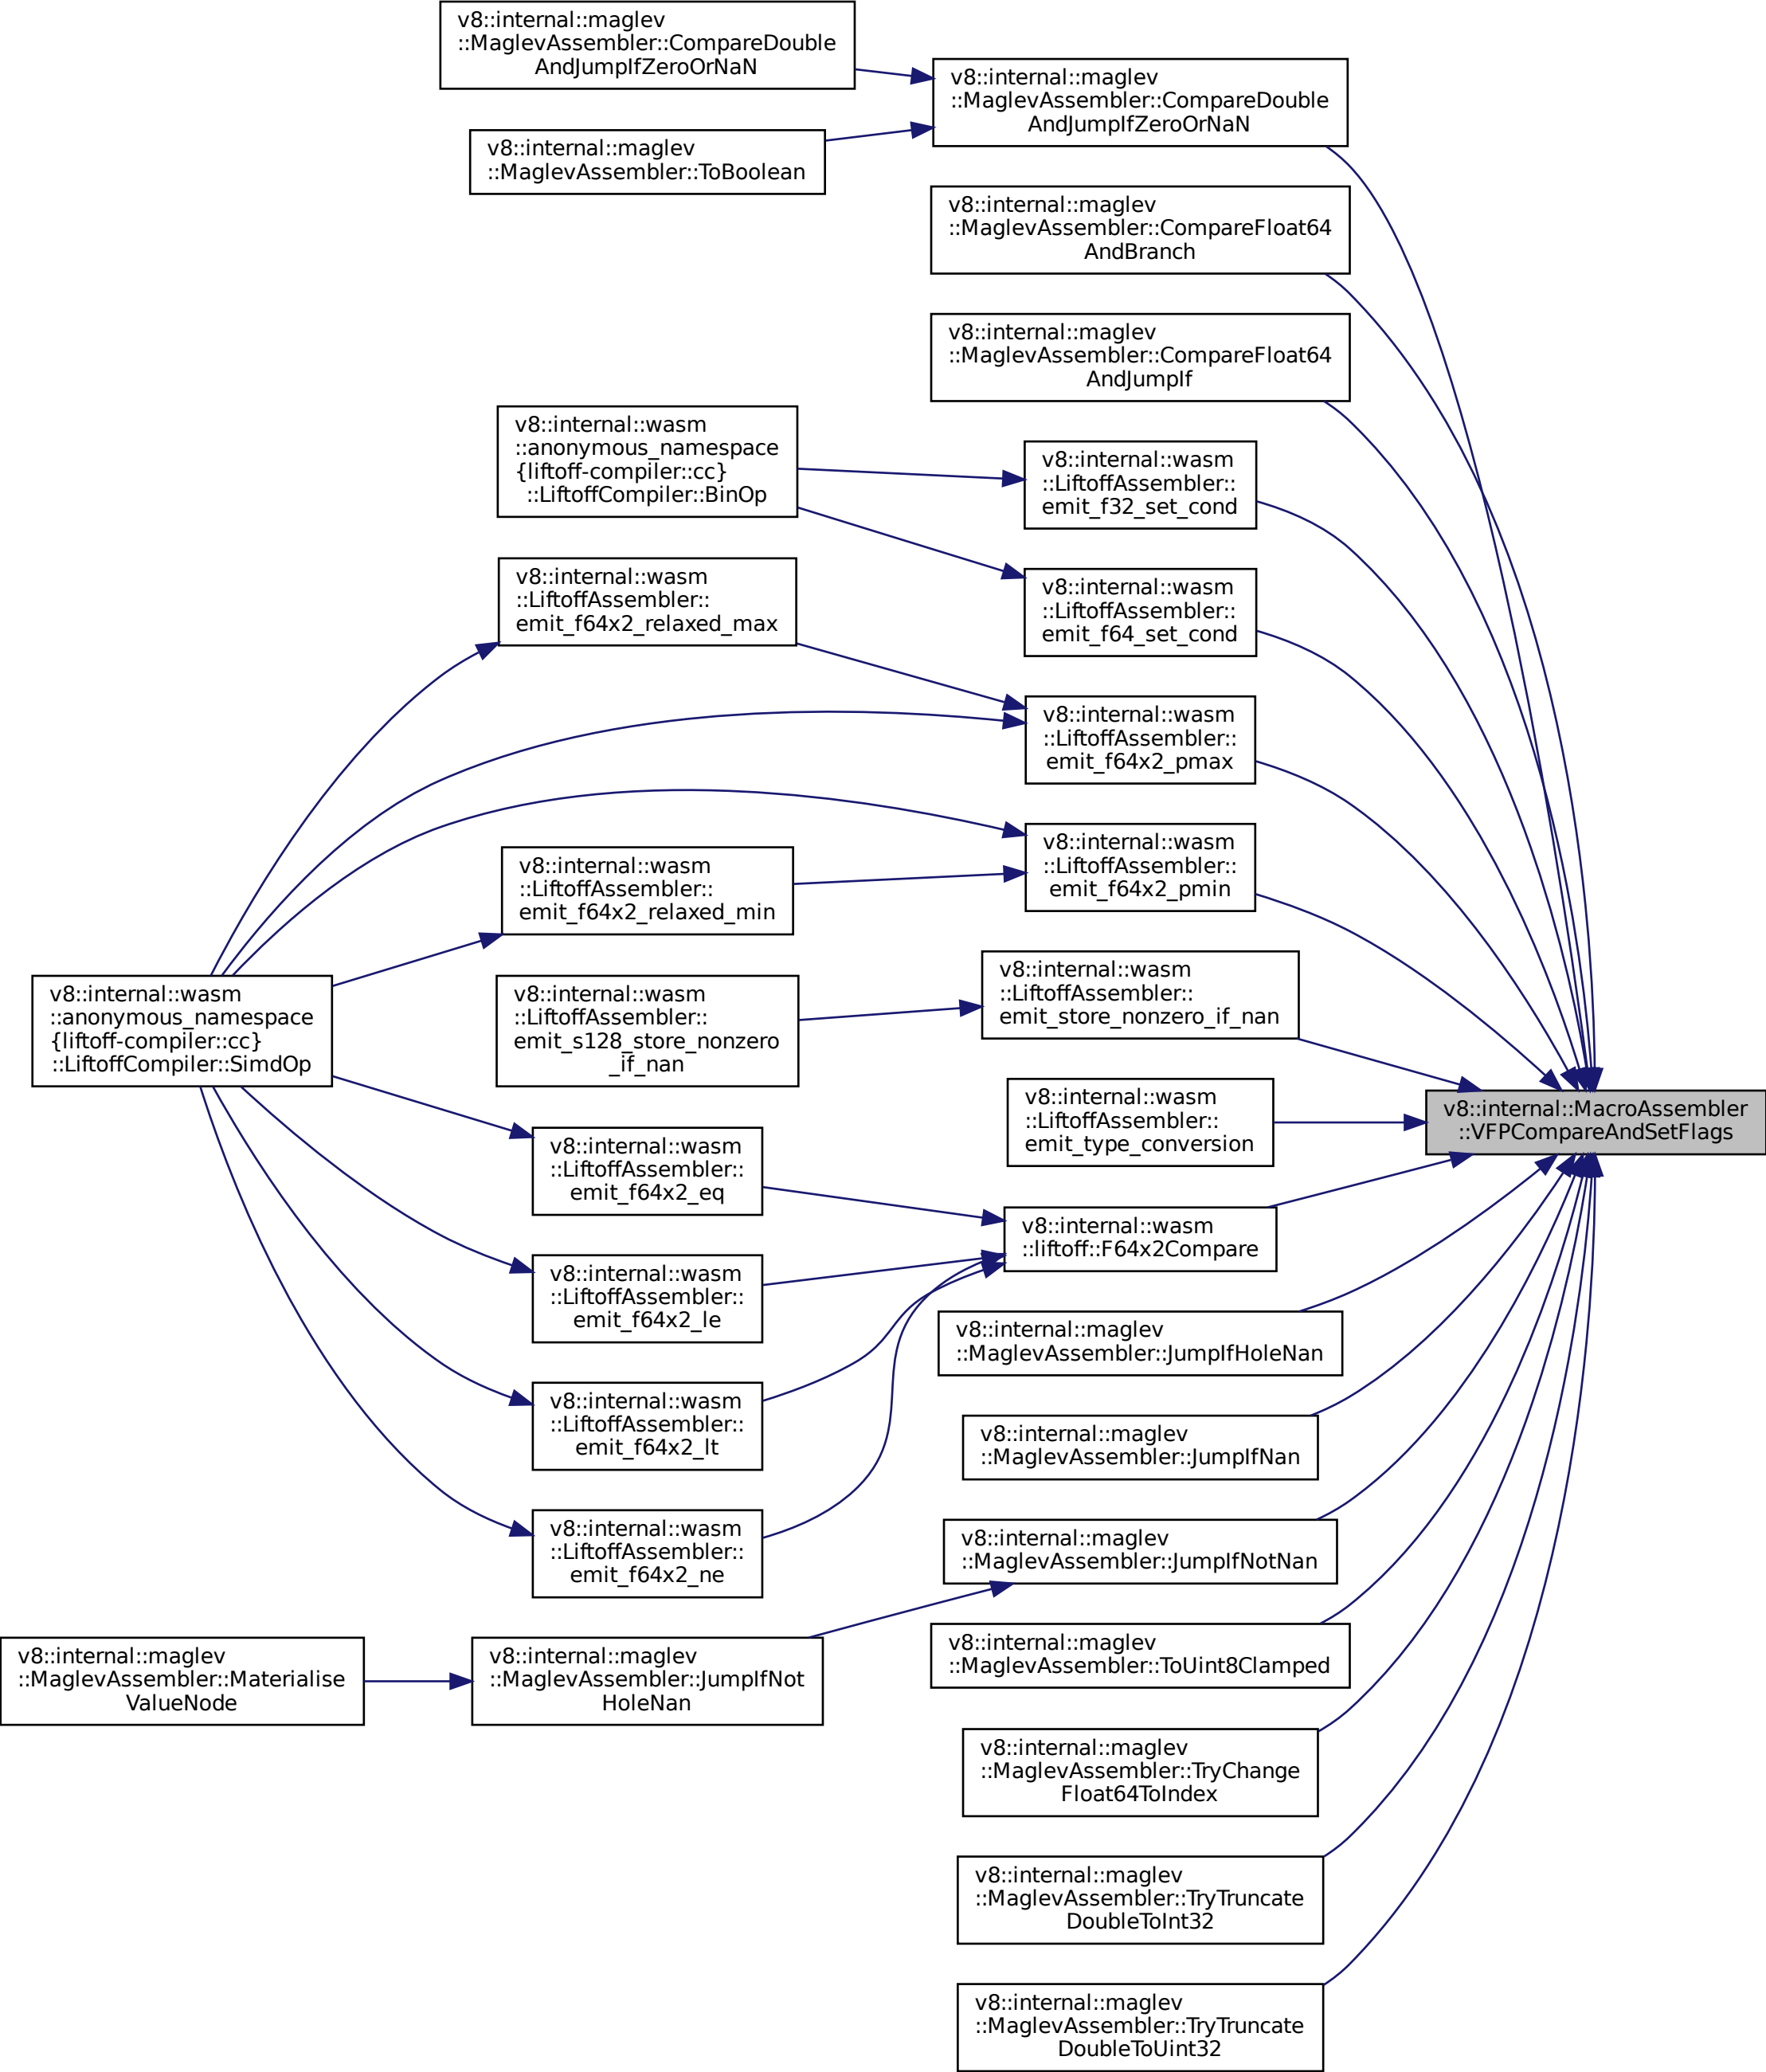 v8::internal::maglev
::MaglevAssembler::CompareDouble
AndJumpIfZeroOrNaN
v8::internal::maglev
::MaglevAssembler::CompareDouble
AndJumpIfZeroOrNaN
v8::internal::maglev
::MaglevAssembler::ToBoolean
v8::internal::maglev
::MaglevAssembler::CompareFloat64
AndBranch
v8::internal::maglev
::MaglevAssembler::CompareFloat64
AndJumpIf
v8::internal::wasm
::anonymous_namespace
{liftoff-compiler::cc}
::LiftoffCompiler::BinOp
v8::internal::wasm
::LiftoffAssembler::
emit_f32_set_cond
v8::internal::wasm
::LiftoffAssembler::
emit_f64x2_relaxed_max
v8::internal::wasm
::LiftoffAssembler::
emit_f64_set_cond
v8::internal::wasm
::LiftoffAssembler::
emit_f64x2_pmax
v8::internal::wasm
::LiftoffAssembler::
emit_f64x2_pmin
v8::internal::wasm
::LiftoffAssembler::
emit_f64x2_relaxed_min
v8::internal::wasm
::anonymous_namespace
{liftoff-compiler::cc}
::LiftoffCompiler::SimdOp
v8::internal::wasm
::LiftoffAssembler::
emit_s128_store_nonzero
_if_nan
v8::internal::wasm
::LiftoffAssembler::
emit_store_nonzero_if_nan
v8::internal::wasm
::LiftoffAssembler::
emit_type_conversion
v8::internal::MacroAssembler
::VFPCompareAndSetFlags
v8::internal::wasm
::LiftoffAssembler::
emit_f64x2_eq
v8::internal::wasm
::liftoff::F64x2Compare
v8::internal::wasm
::LiftoffAssembler::
emit_f64x2_le
v8::internal::maglev
::MaglevAssembler::JumpIfHoleNan
v8::internal::wasm
::LiftoffAssembler::
emit_f64x2_lt
v8::internal::maglev
::MaglevAssembler::JumpIfNan
v8::internal::wasm
::LiftoffAssembler::
emit_f64x2_ne
v8::internal::maglev
::MaglevAssembler::JumpIfNotNan
v8::internal::maglev
::MaglevAssembler::Materialise
ValueNode
v8::internal::maglev
::MaglevAssembler::JumpIfNot
HoleNan
v8::internal::maglev
::MaglevAssembler::ToUint8Clamped
v8::internal::maglev
::MaglevAssembler::TryChange
Float64ToIndex
v8::internal::maglev
::MaglevAssembler::TryTruncate
DoubleToInt32
v8::internal::maglev
::MaglevAssembler::TryTruncate
DoubleToUint32